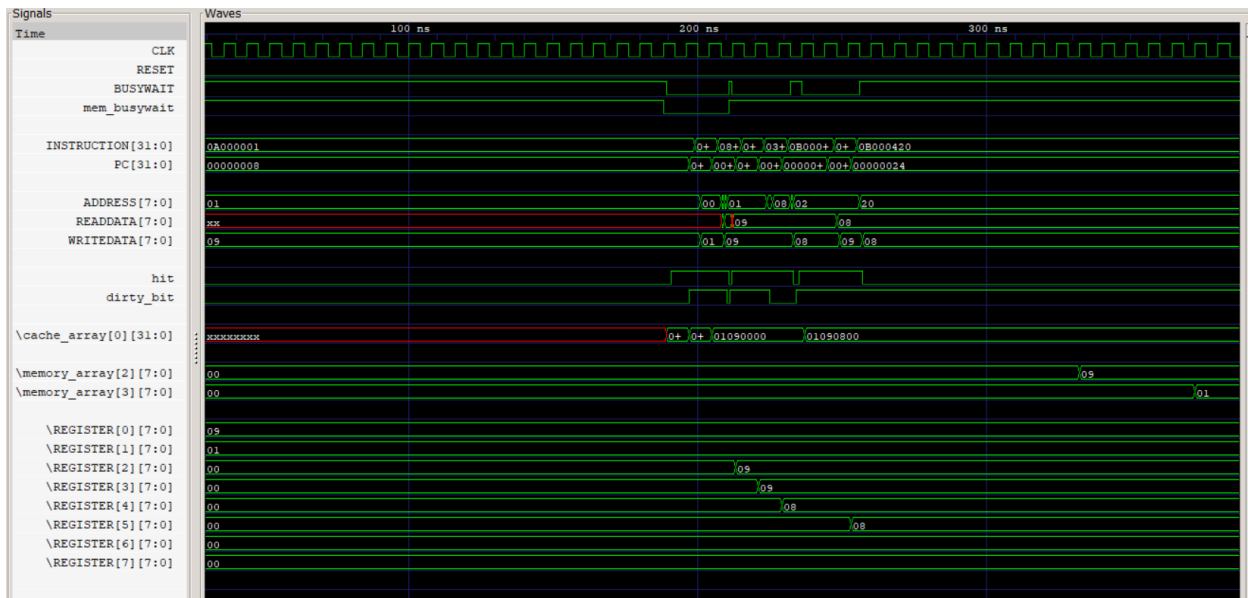 Signals Waves
Time 100 ns 200 ns 300 ns
CLK
RESET
BUSYWAIT
mem_busywait
INSTRUCTION[31:0] 0A000001 0+ 08+ 0+ 03+ 0B000+ 0+ 0B000420
PC[31:0] 00000008 0+ 00+ 0+ 00+ 00000+ 00+ 00000024
ADDRESS[7:0] 01 00 01 08 02 20
READDATA[7:0] xx 09 08
WRITEDATA[7:0] 09 01 09 08 09 08
hit
dirty_bit
\cache_array[0][31:0] xxxxxxxx 0+ 0+ 01090000 01090800
\memory_array[2][7:0] 00 09
\memory_array[3][7:0] 00 01
\REGISTER[0][7:0] 09
\REGISTER[1][7:0] 01
\REGISTER[2][7:0] 00 09
\REGISTER[3][7:0] 00 09
\REGISTER[4][7:0] 00 08
\REGISTER[5][7:0] 00 08
\REGISTER[6][7:0] 00
\REGISTER[7][7:0] 00